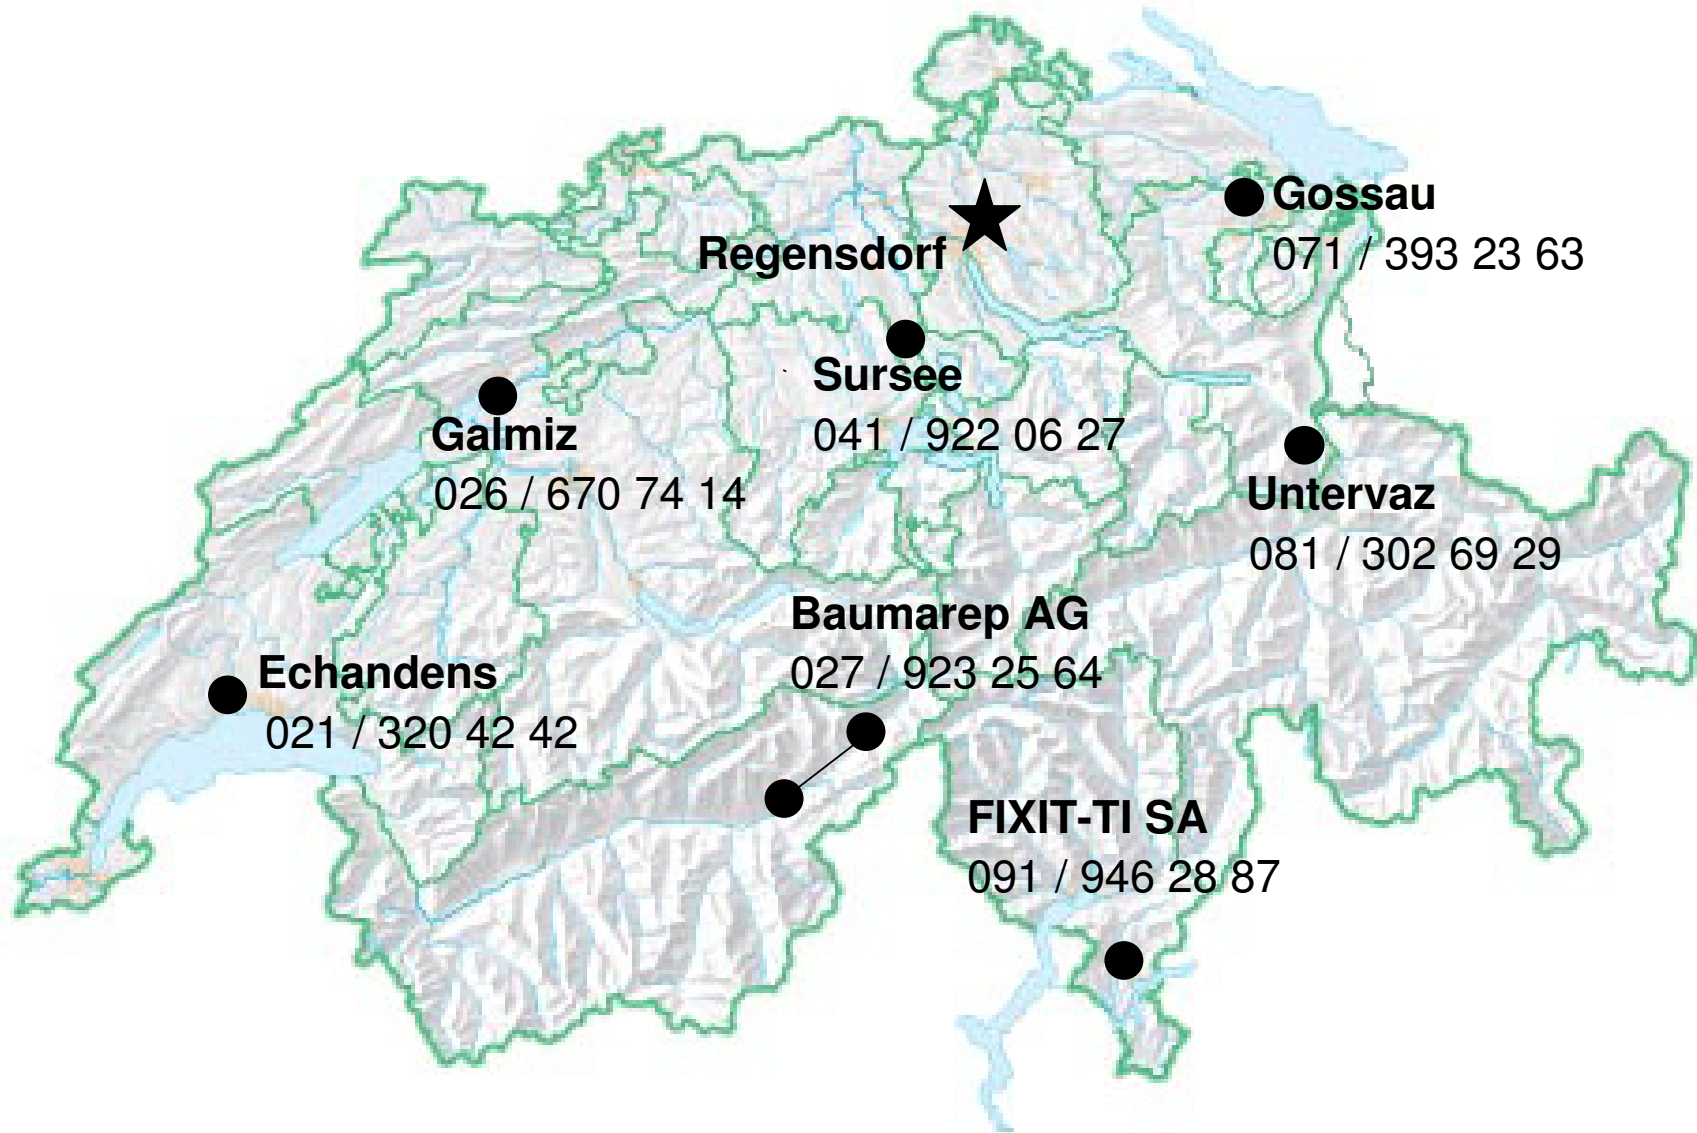 Gossau
071 / 393 23 63
Regensdorf
Sursee
041 / 922 06 27
Galmiz
026 / 670 74 14
Untervaz
081 / 302 69 29
Baumarep AG
027 / 923 25 64
Echandens
021 / 320 42 42
FIXIT-TI SA
091 / 946 28 87